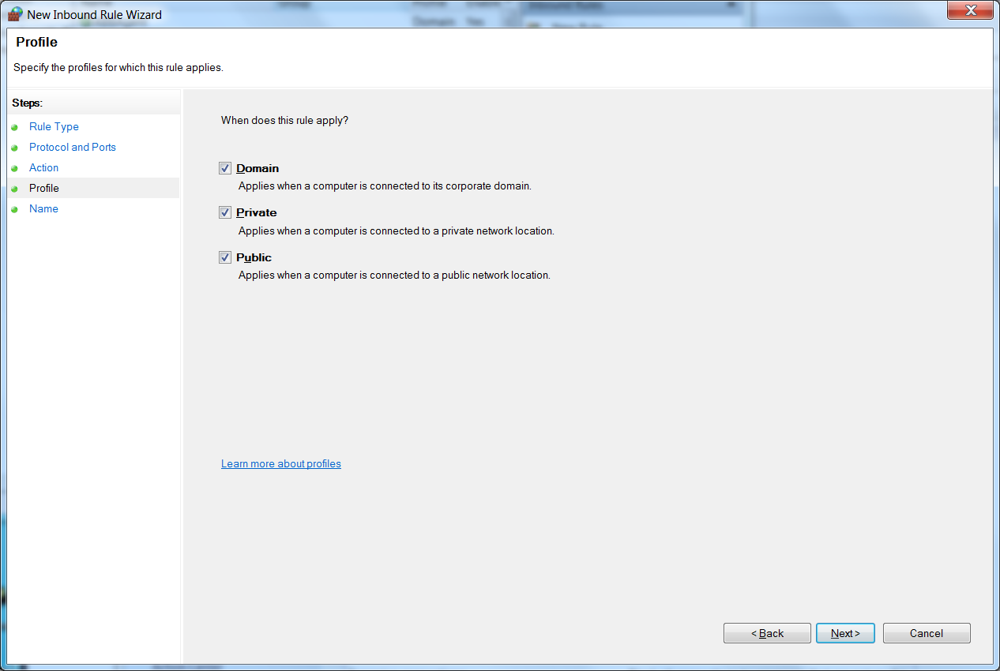 New Inbound Rule Wizard
Profile
Specify the profiles for which this rule applies.
Steps:
Rule Type
Protocol and Ports
Action
Profile
Name
When does this rule apply?
Domain
Applies when a computer is connected to its corporate domain.
Private
Applies when a computer is connected to a private network location.
Public
Applies when a computer is connected to a public network location.
Learn more about profiles
< Back
Next >
Cancel